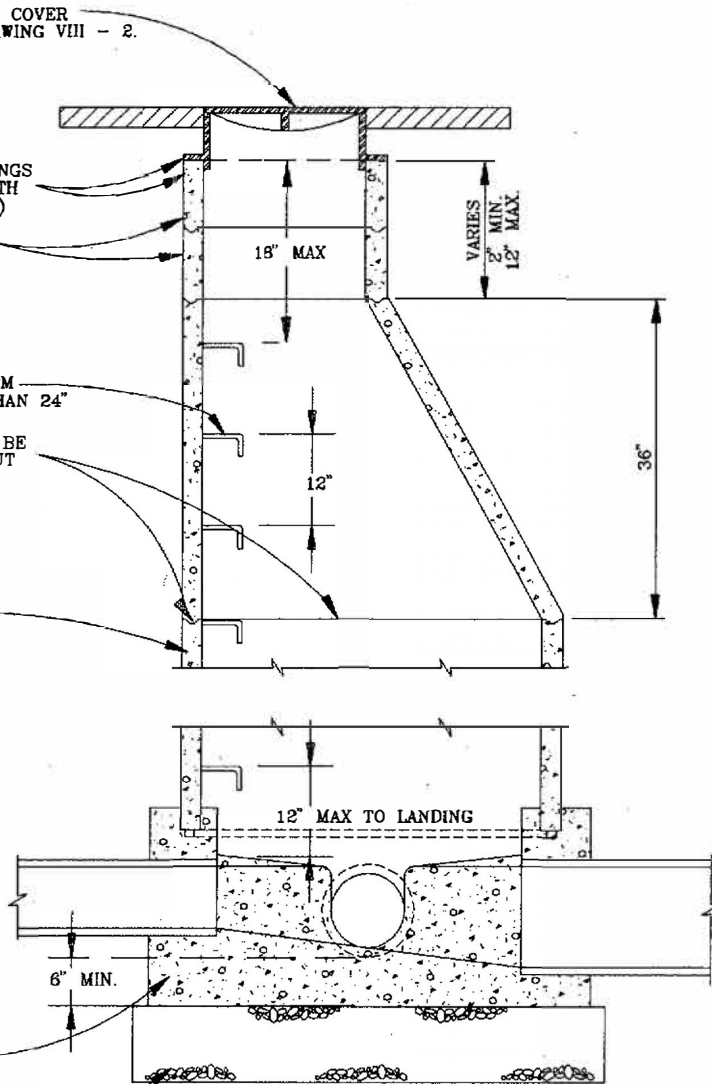 COVER
WING VIII - 2.
NGS
TH
)
18" MAX
VARIES
2" MIN.
12" MAX.
M
HAN 24"
BE
UT
12"
36"
12" MAX TO LANDING
6" MIN.